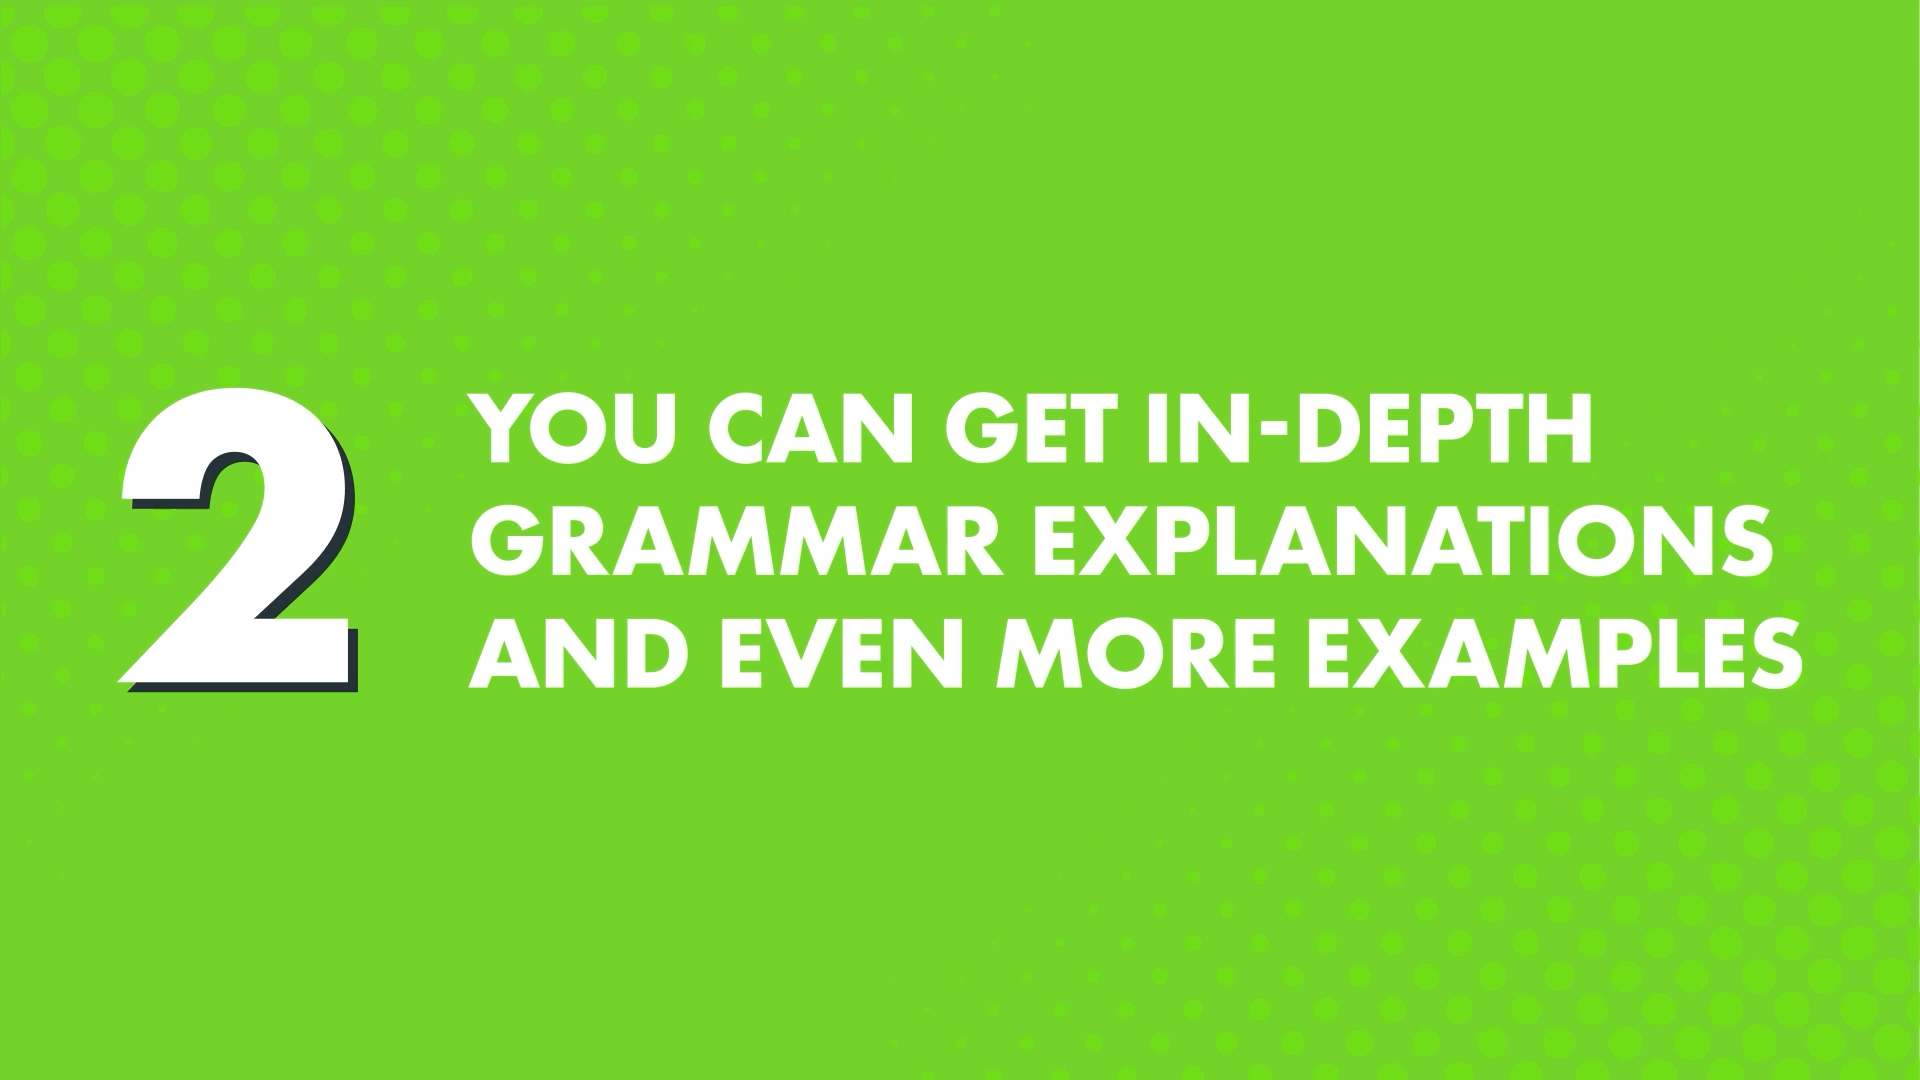 2
YOU CAN GET IN-DEPTH
GRAMMAR EXPLANATIONS
AND EVEN MORE EXAMPLES